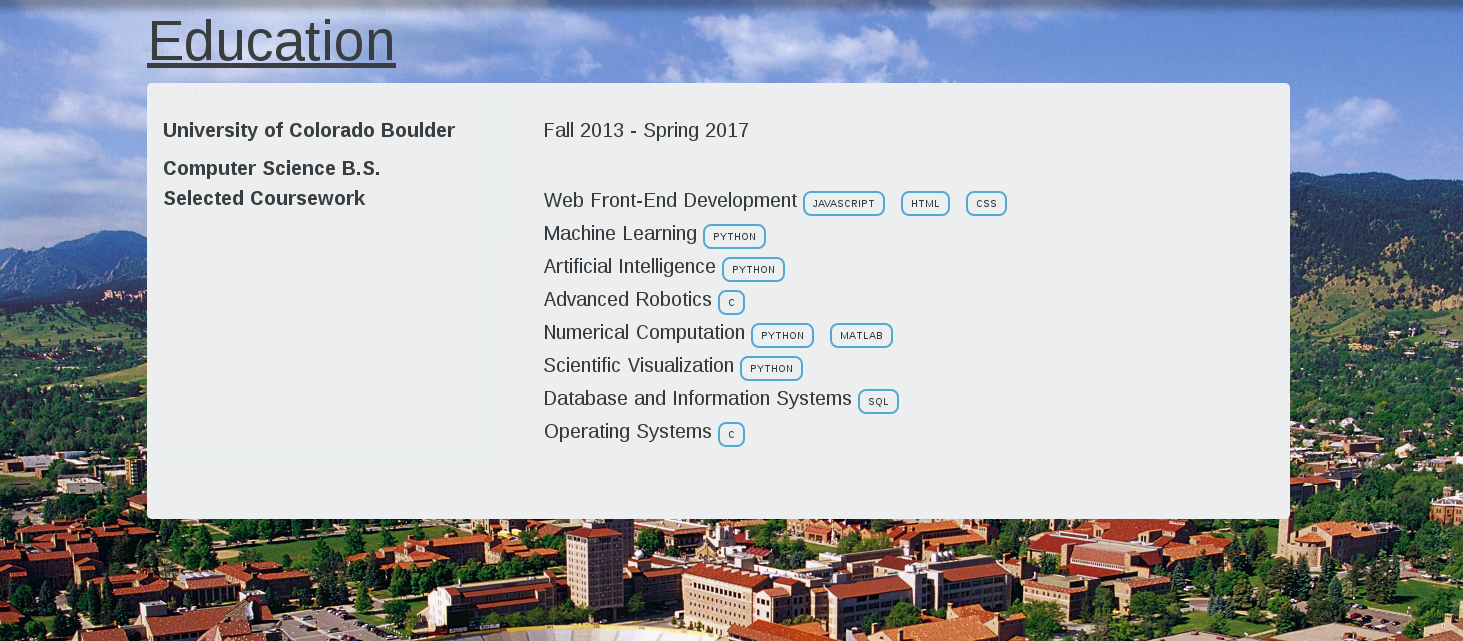 Education
University of Colorado Boulder Fall 2013 - Spring 2017
Computer Science B.S.
Selected Coursework
Web Front-End Development JAVASCRIPT HTML CSS
Machine Learning PYTHON
Artificial Intelligence PYTHON
Advanced Robotics C
Numerical Computation PYTHON MATLAB
Scientific Visualization PYTHON
Database and Information Systems SQL
Operating Systems C